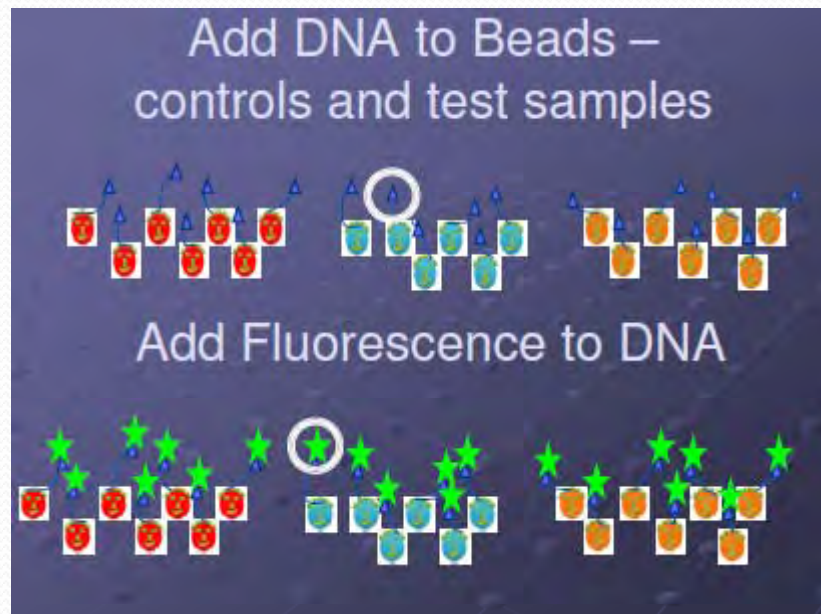 Add DNA to Beads –
controls and test samples
Add Fluorescence to DNA